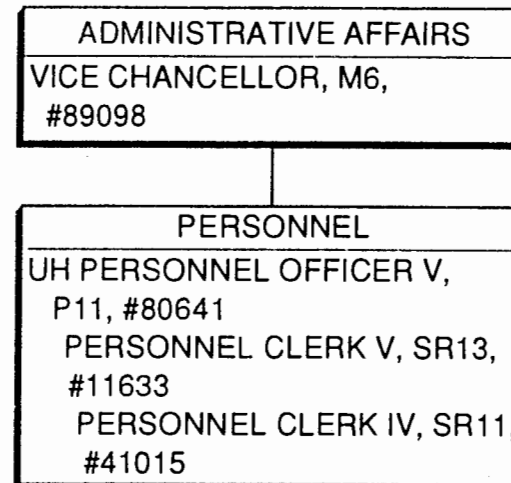 ADMINISTRATIVE AFFAIRS
VICE CHANCELLOR, M6,
#89098
PERSONNEL
UH PERSONNEL OFFICER V,
P11, #80641
PERSONNEL CLERK V, SR13,
#11633
PERSONNEL CLERK IV, SR11,
#41015